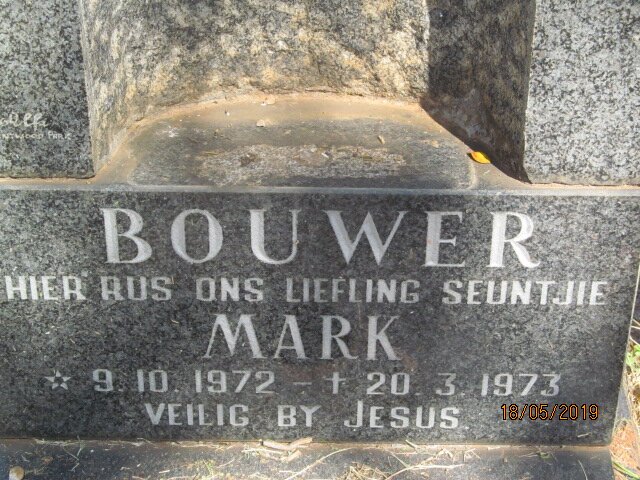 BOUWER
HIER RUS ONS LIEFLING SEUNTJIE
MARK
☆ 9.10.1972 – † 20.3.1973
VEILIG BY JESUS.
18/05/2019